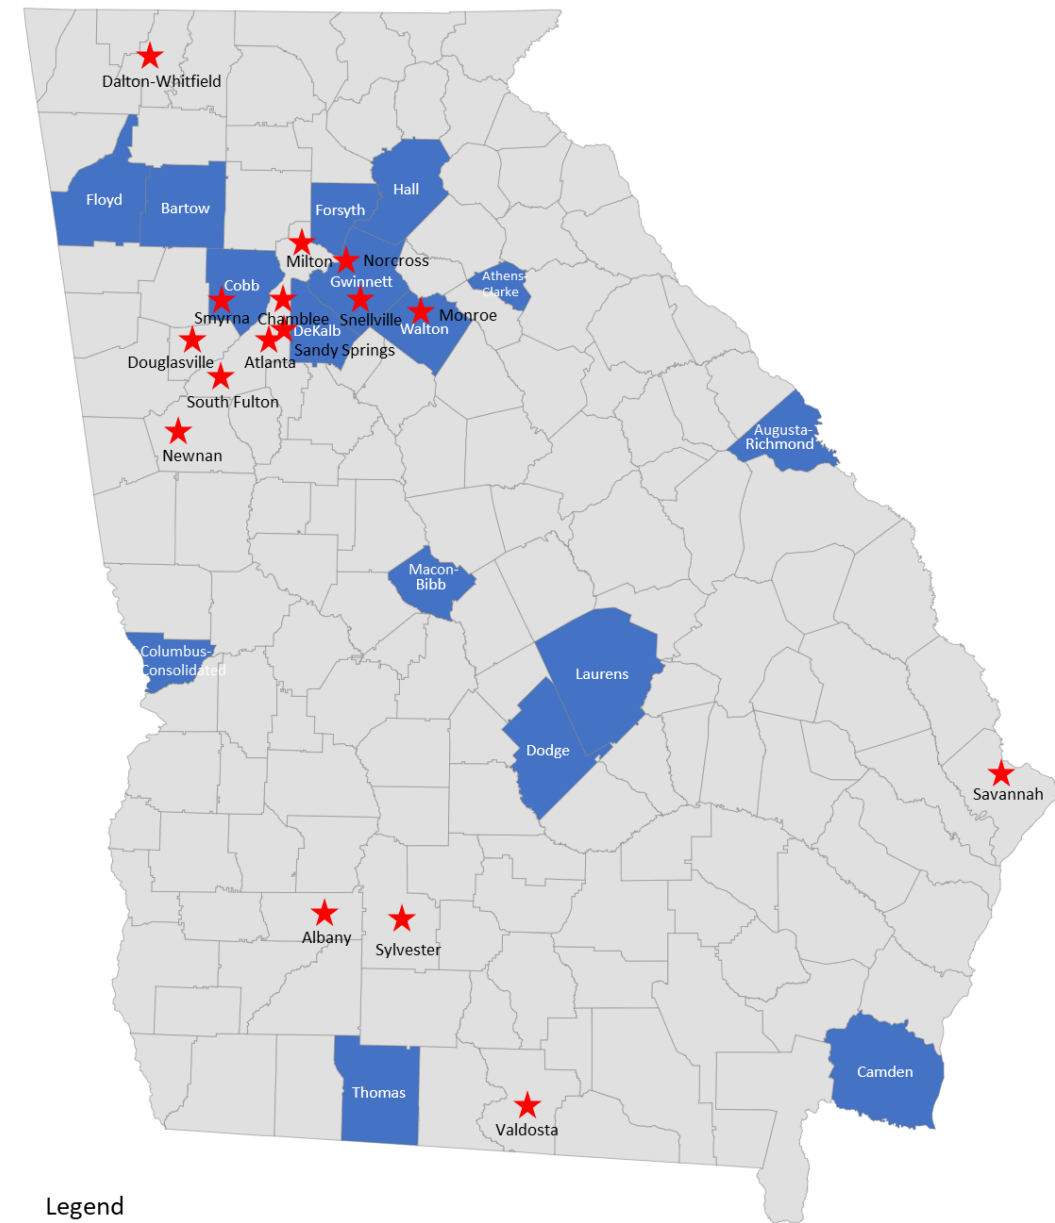 Dalton-Whitfield
Hall
Floyd
Bartow
Forsyth
Milton
Norcross
Athens-
Clarke
Gwinnett
Cobb
Smyrna
Chamblee
Snellville
Monroe
Walton
DeKalb
Sandy Springs
Douglasville
Atlanta
South Fulton
Newnan
Augusta-
Richmond
Macon-
Bibb
Columbus-
Consolidated
Laurens
Dodge
Savannah
Albany
Sylvester
Camden
Thomas
Valdosta
Legend